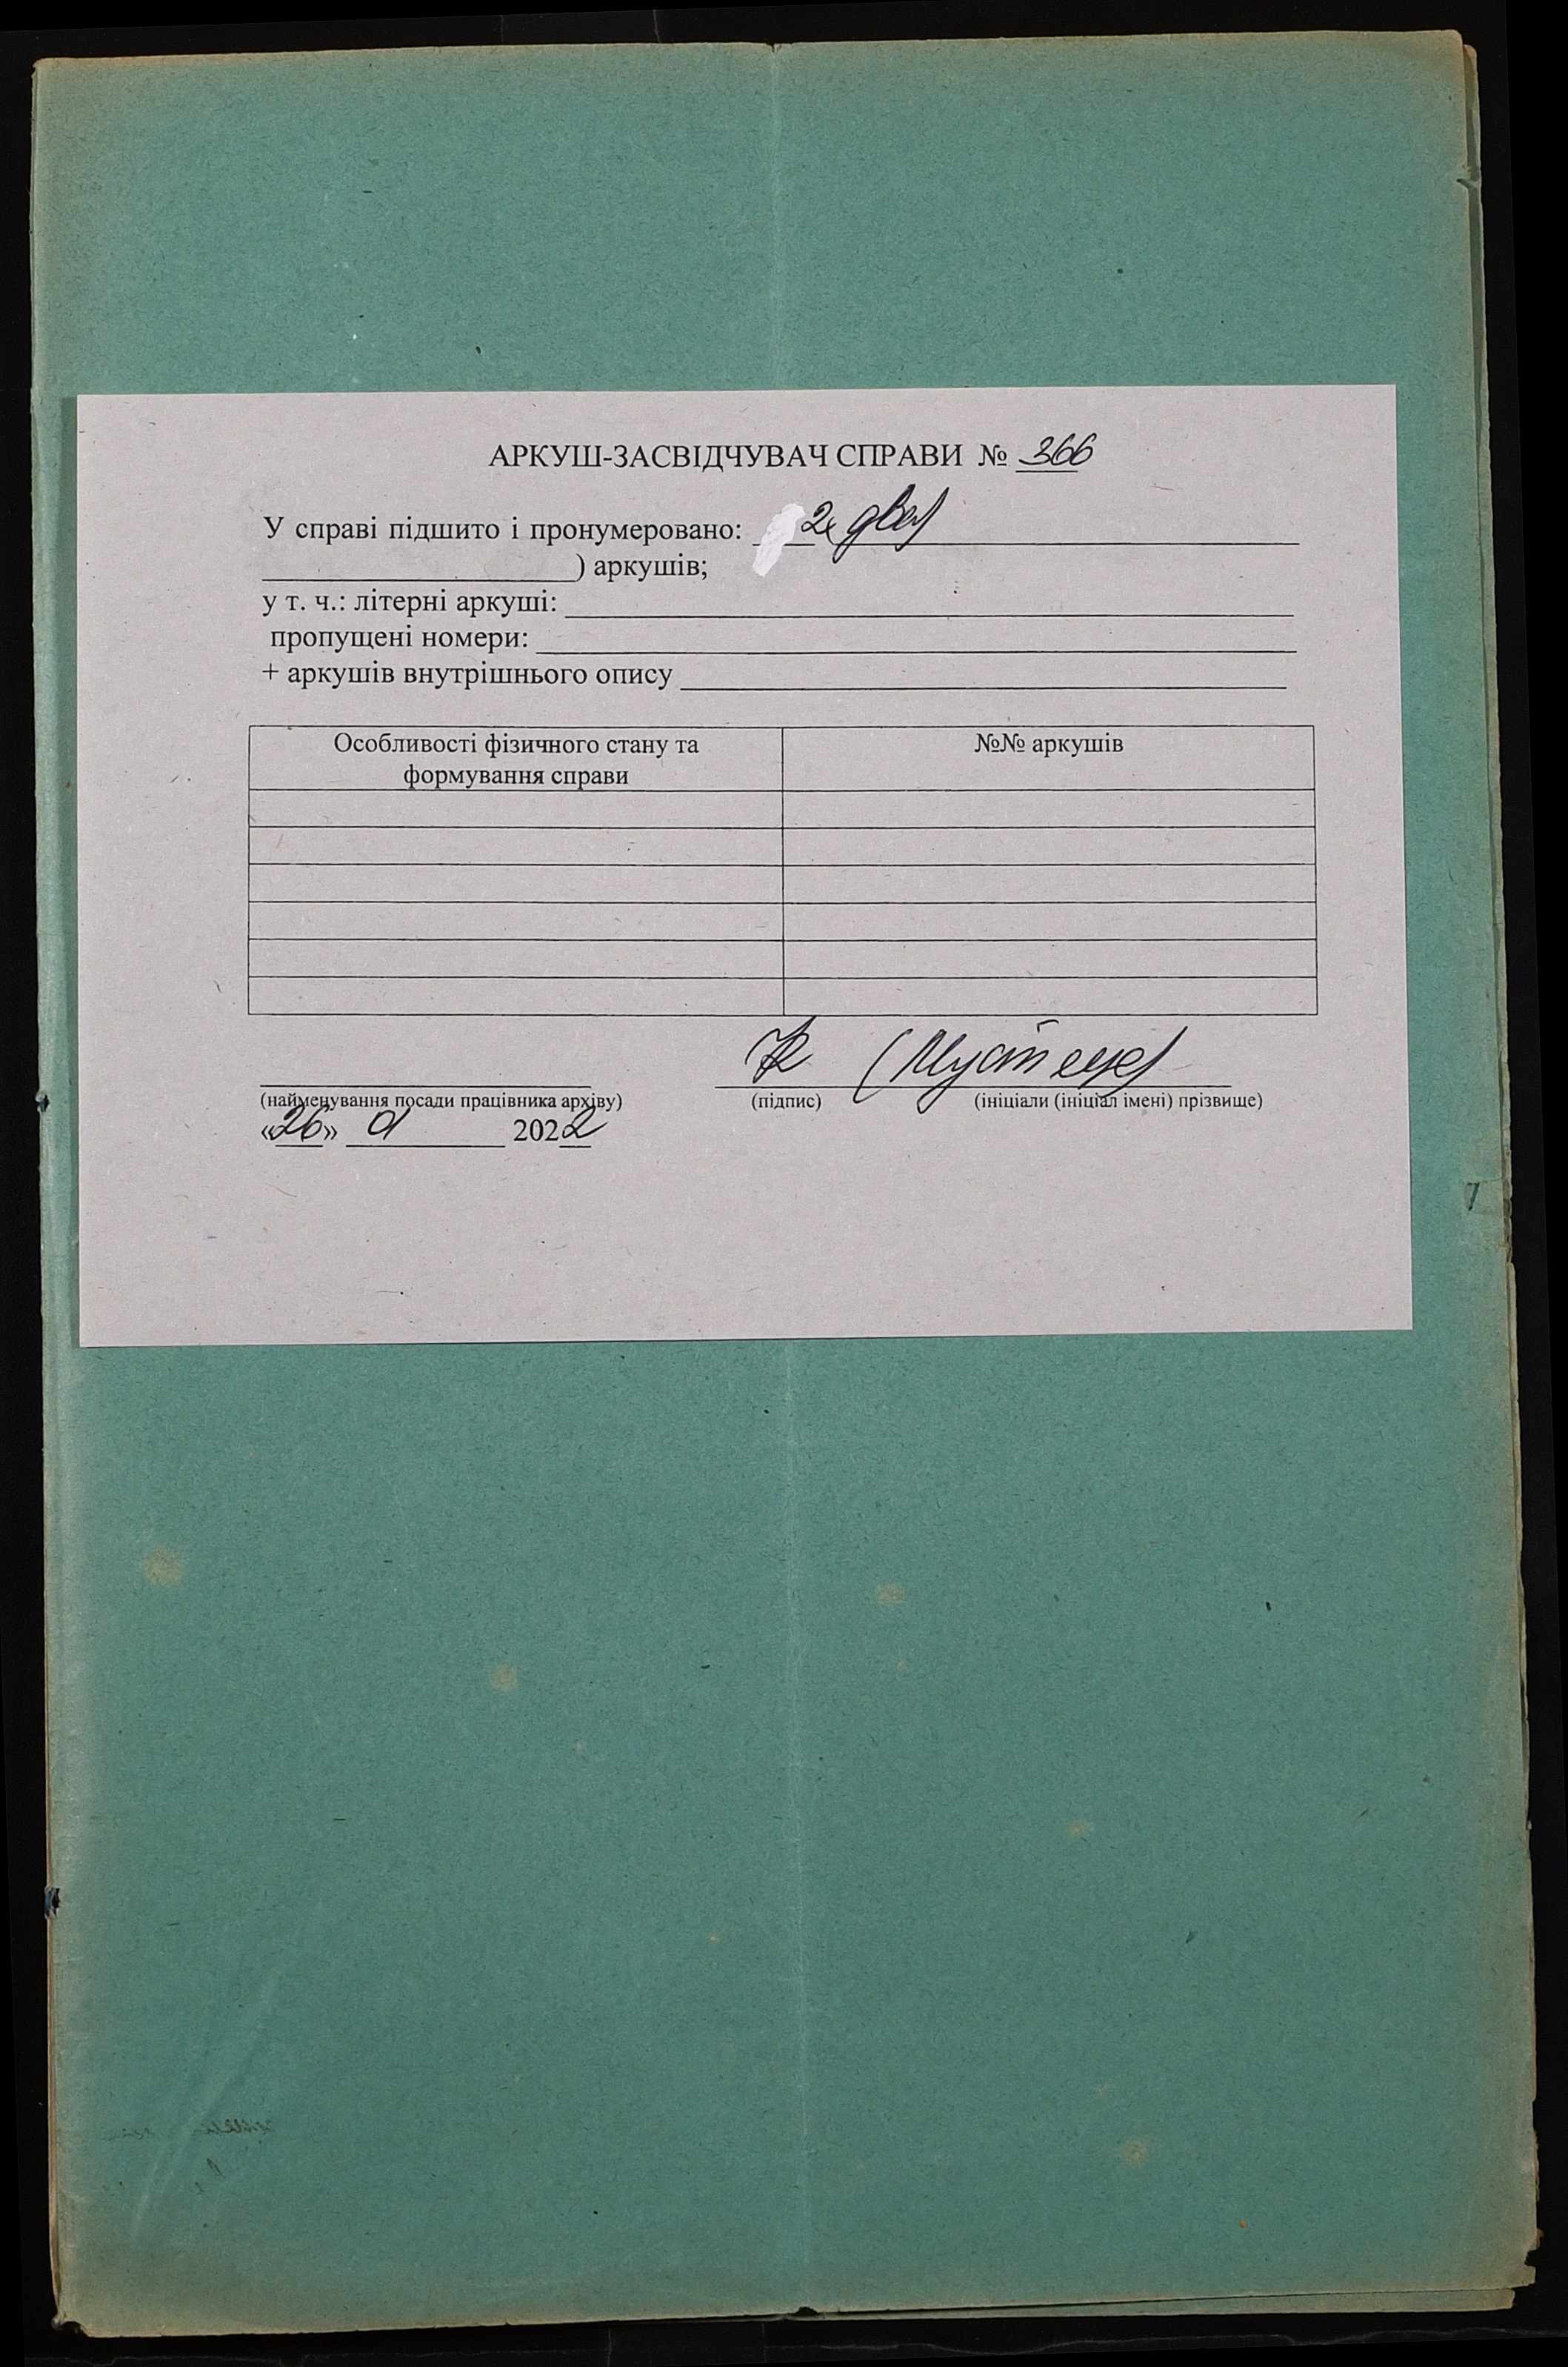 АРКУШ-ЗАСВІДЧУВАЧ СПРАВИ № 366
У справі підшито і пронумеровано: 2 (два)
) аркушів;
у т. ч.: літерні аркуші:
пропущені номери:
+ аркушів внутрішнього опису
Особливості фізичного стану та формування справи
№№ аркушів
(найменування посади працівника архіву)
(підпис)
(ініціали (ініціал імені) прізвище)
«26» 2022